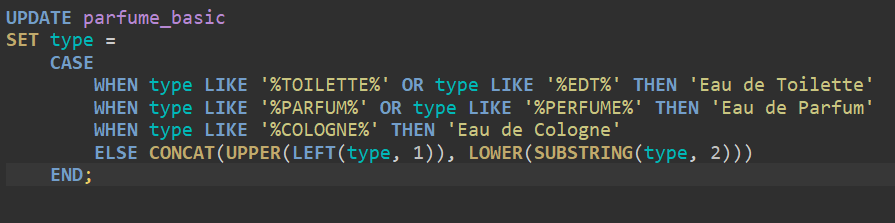 UPDATE parfume_basic
SET type =
    CASE
        WHEN type LIKE '%TOILETTE%' OR type LIKE '%EDT%' THEN 'Eau de Toilette'
        WHEN type LIKE '%PARFUM%' OR type LIKE '%PERFUME%' THEN 'Eau de Parfum'
        WHEN type LIKE '%COLOGNE%' THEN 'Eau de Cologne'
        ELSE CONCAT(UPPER(LEFT(type, 1)), LOWER(SUBSTRING(type, 2)))
    END;